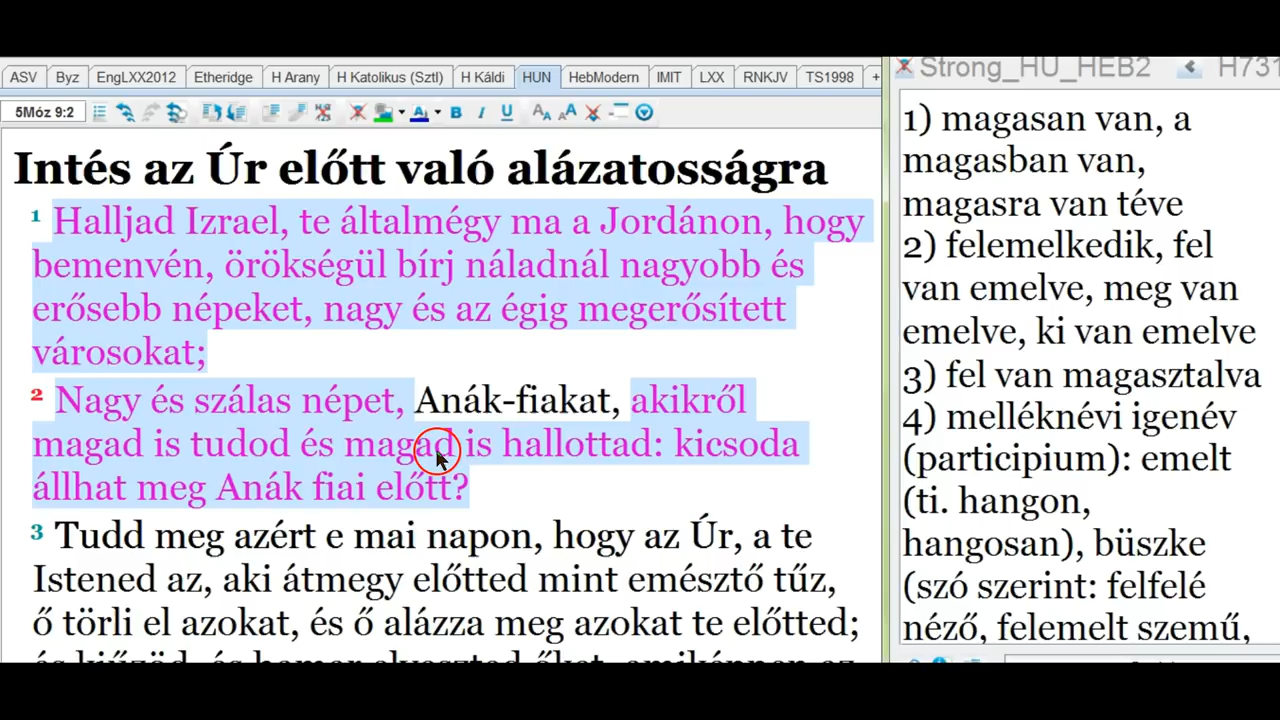 ASV Byz EngLXX2012 Etheridge H Arany H Katolikus (Sztl) H Káldi HUN HebModern IMIT LXX RNKJV TS1998 +
5Móz 9:2
Intés az Úr előtt való alázatosságra
1 Halljad Izrael, te általmégy ma a Jordánon, hogy
bemenvén, örökségül bírj náladnál nagyobb és
erősebb népeket, nagy és az égig megerősített
városokat;
2 Nagy és szálas népet, Anák-fiakat, akikről
magad is tudod és magad is hallottad: kicsoda
állhat meg Anák fiai előtt?
3 Tudd meg azért e mai napon, hogy az Úr, a te
Istened az, aki átmegy előtted mint emésztő tűz,
ő törli el azokat, és ő alázza meg azokat te előtted;
Strong_HU_HEB2
1) magasan van, a
magasban van,
magasra van téve
2) felemelkedik, fel
van emelve, meg van
emelve, ki van emelve
3) fel van magasztalva
4) melléknévi igenév
(participium): emelt
(ti. hangon,
hangosan), büszke
(szó szerint: felfelé
néző, felemelt szemű,